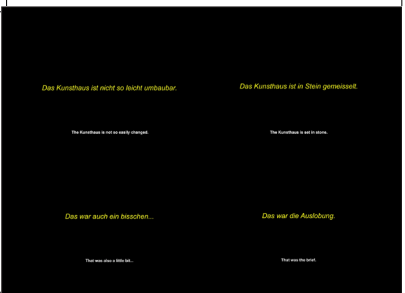 Das Kunsthaus ist nicht so leicht umbaubar.
The Kunsthaus is not so easily changed.
Das Kunsthaus ist in Stein gemeisselt.
The Kunsthaus is set in stone.
Das war auch ein bisschen...
That was also a little bit...
Das war die Auslobung.
That was the brief.